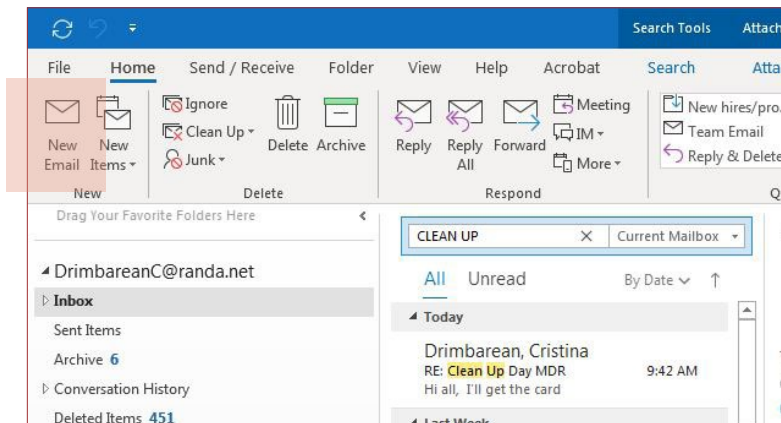 Search Tools Attach
File Home Send / Receive Folder View Help Acrobat Search Atta
New Email
New Items
Ignore
Clean Up
Junk
Delete
Archive
Reply
Reply All
Forward
Meeting
IM
More
New hires/pro
Team Email
Reply & Delete
New Delete Respond Q
Drag Your Favorite Folders Here
CLEAN UP Current Mailbox
DrimbareanC@randa.net
All Unread By Date
Inbox
Today
Sent Items
Drimbarean, Cristina
Archive 6
RE: Clean Up Day MDR 9:42 AM
Hi all, I'll get the card
Conversation History
Deleted Items 451
Last Week